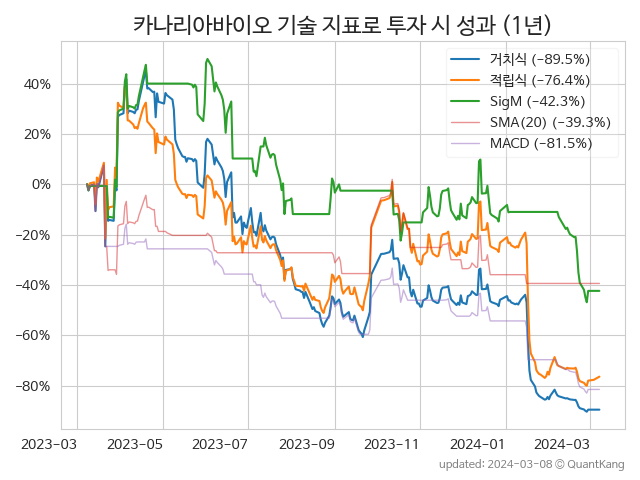 카나리아바이오 기술 지표로 투자 시 성과 (1년)
거치식 (−89.5%)
적립식 (−76.4%)
SigM (−42.3%)
SMA(20) (−39.3%)
MACD (−81.5%)
40%
20%
0%
−20%
−40%
−60%
−80%
2023−03 2023−05 2023−07 2023−09 2023−11 2024−01 2024−03
updated: 2024−03−08 © QuantKang